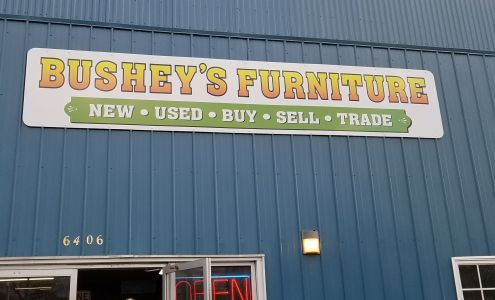 BUSHEY'S FURNITURE
NEW • USED • BUY • SELL • TRADE
6406
OPEN